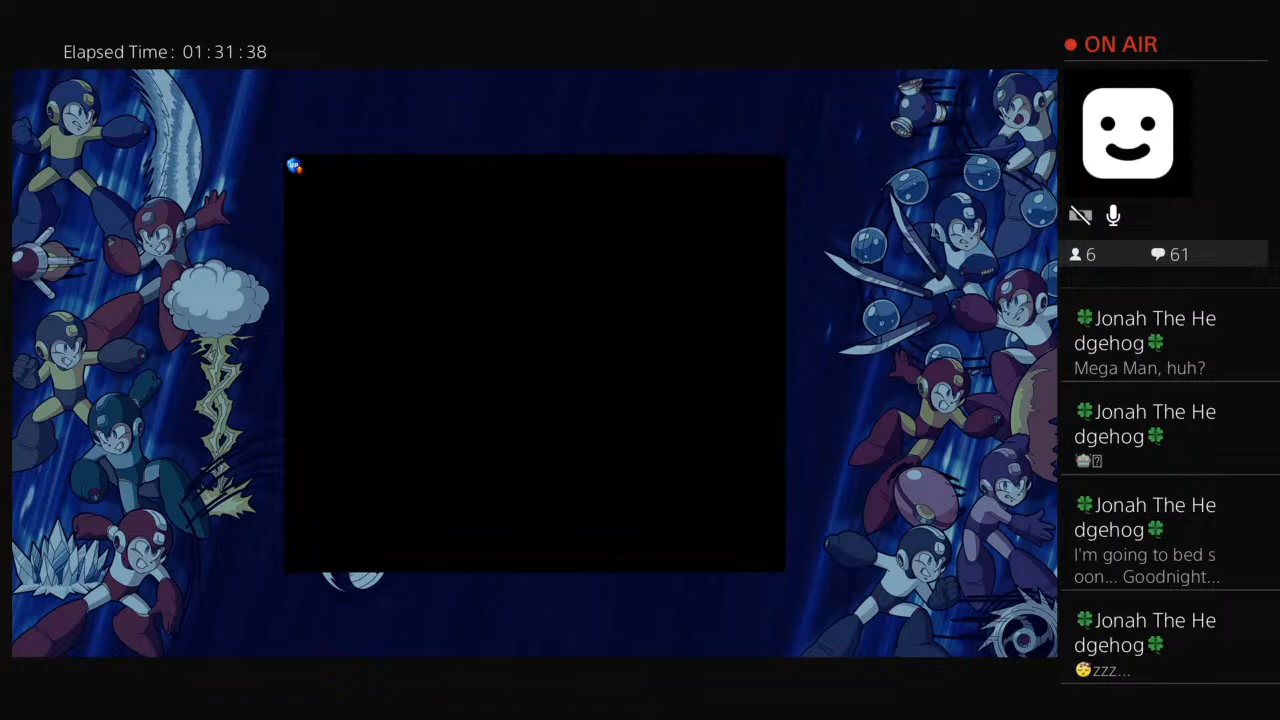 Elapsed Time: 01:31:38
ON AIR
UP
6
61
🍀Jonah The He
dgehog🍀
Mega Man, huh?
🍀Jonah The He
dgehog🍀
🍀Jonah The He
dgehog🍀
I'm going to bed s
oon... Goodnight...
🍀Jonah The He
dgehog🍀
😴zzz...